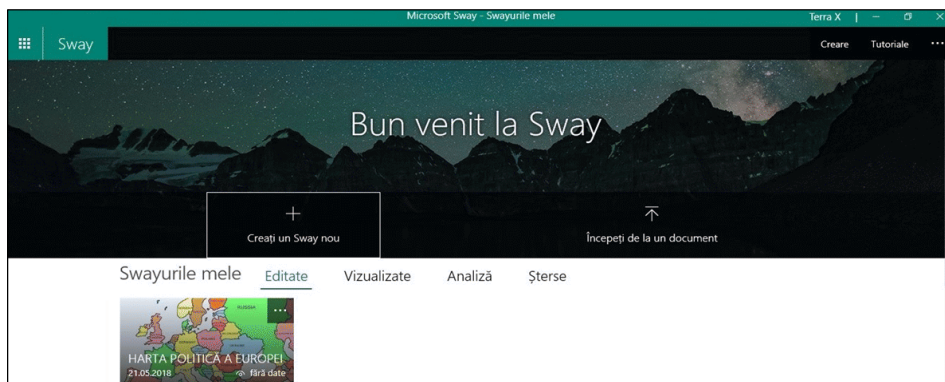 Microsoft Sway - Swayurile mele
Terra X
Sway
Creare
Tutoriale
Bun venit la Sway
Creați un Sway nou
Începeți de la un document
Swayurile mele
Editate
Vizualizate
Analiză
Șterse
RUSSIA
HARTA POLITICĂ A EUROPEI
21.05.2018
fără date